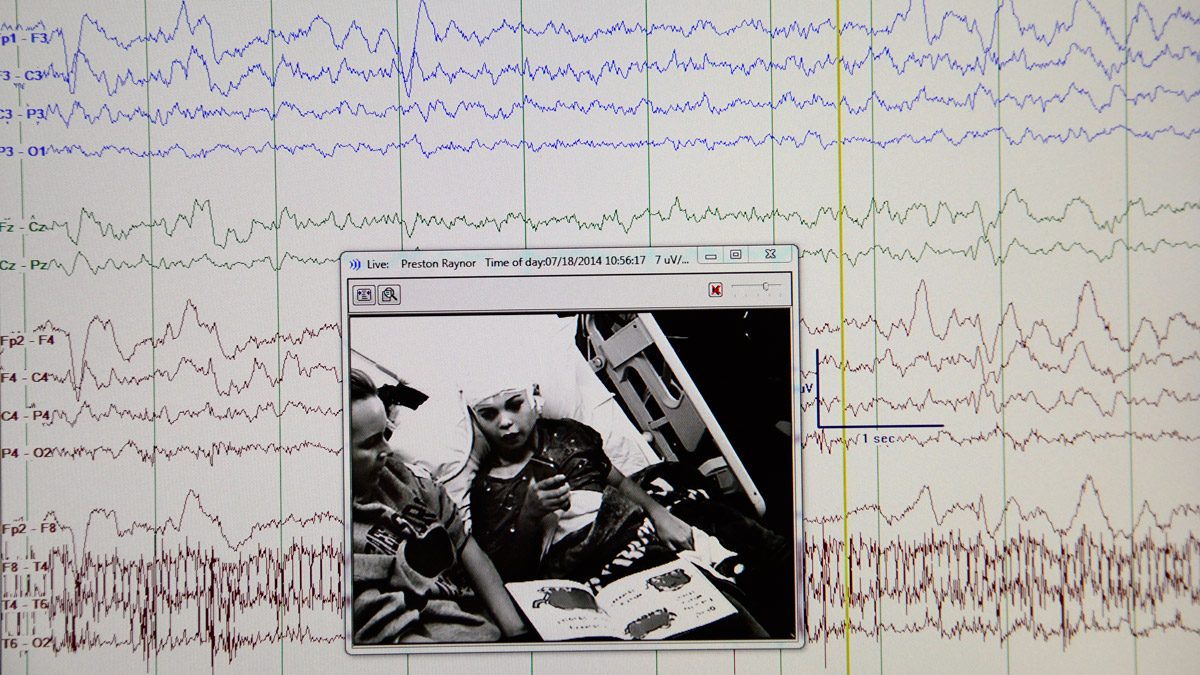 Fp1 - F3
F3 - C3
C3 - P3
P3 - O1
Fz - Cz
Cz - Pz
Live: Preston Raynor Time of day:07/18/2014 10:56:17 7 uV/...
Fp2 - F4
F4 - C4
C4 - P4
P4 - O2
uV
1 sec
Fp2 - F8
F8 - T4
T4 - T6
T6 - O2